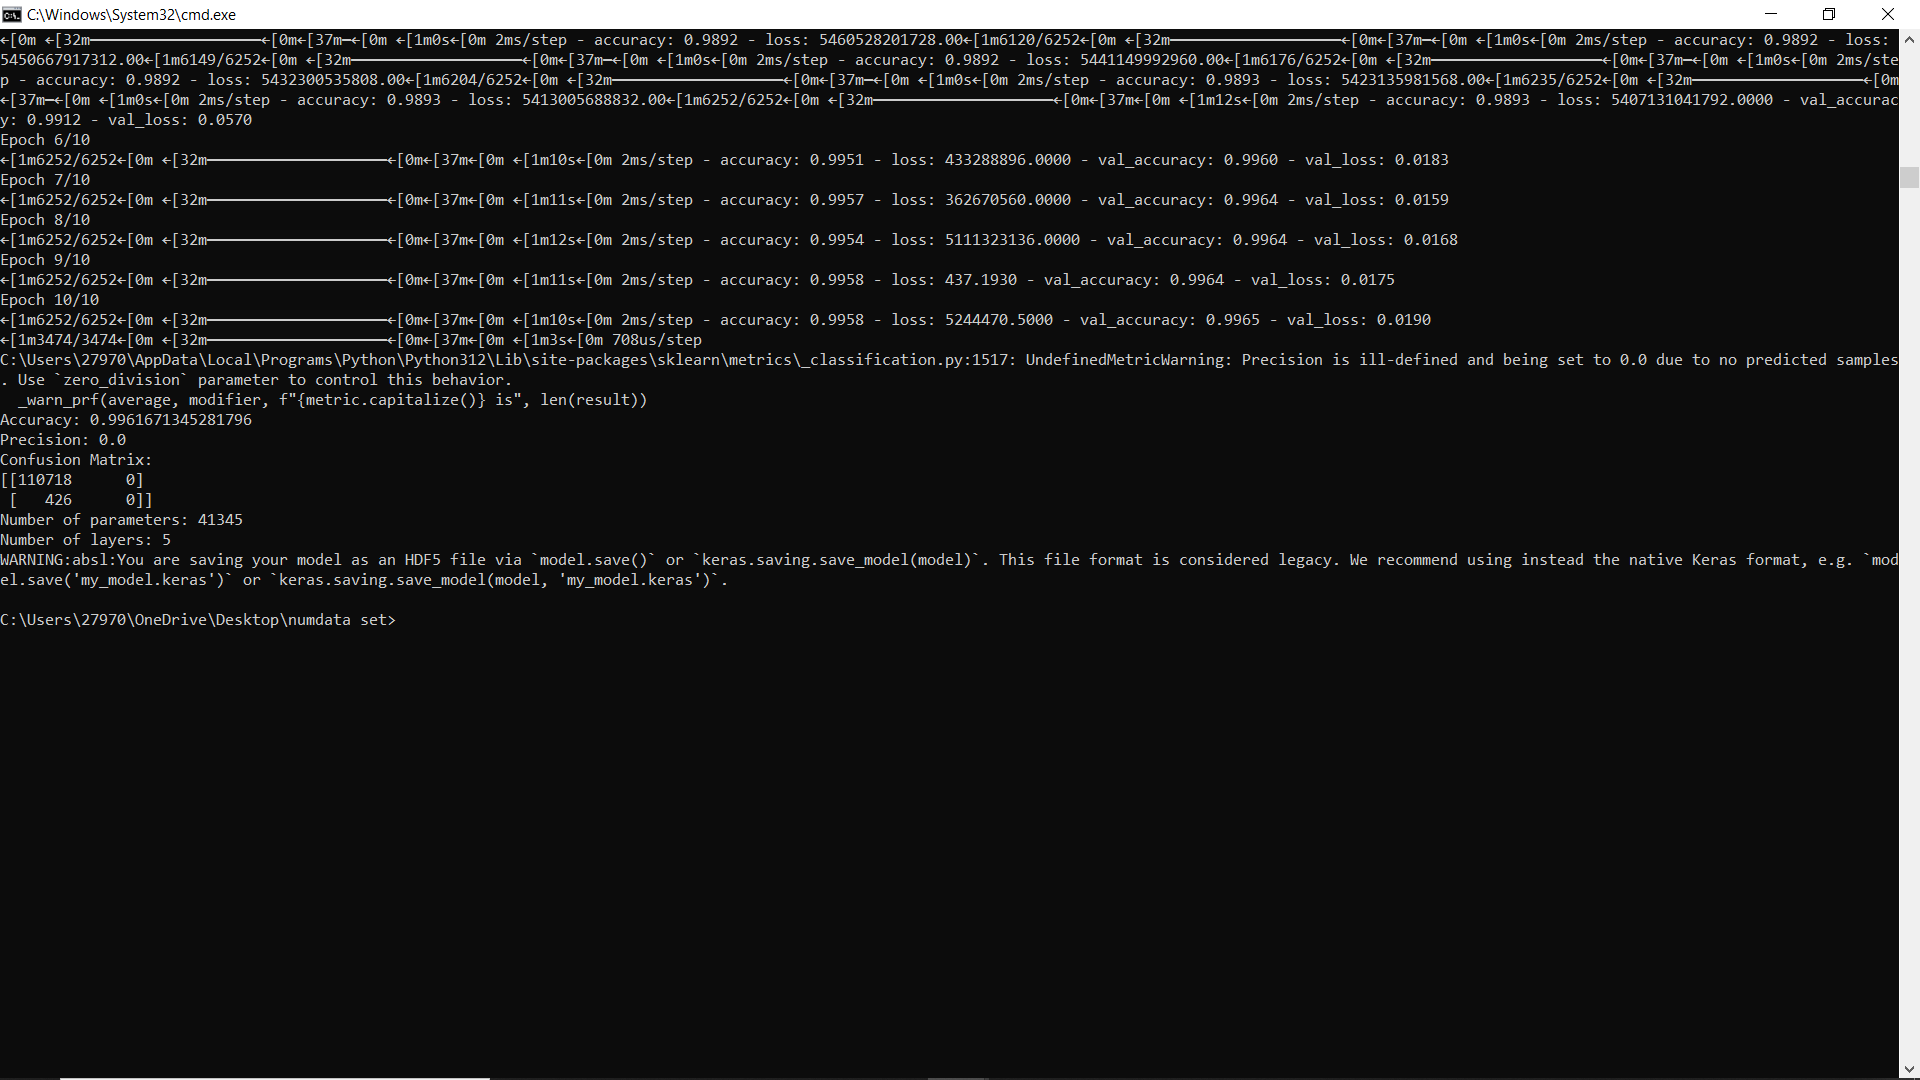 C:\Windows\System32\cmd.exe
←[0m ←[32m━━━━━━━━━━━━━━━━━━━←[0m←[37m━←[0m ←[1m0s←[0m 2ms/step - accuracy: 0.9892 - loss: 5460528201728.00←[1m6120/6252←[0m ←[32m━━━━━━━━━━━━━━━━━━━←[0m←[37m━←[0m ←[1m0s←[0m 2ms/step - accuracy: 0.9892 - loss:
5450667917312.00←[1m6149/6252←[0m ←[32m━━━━━━━━━━━━━━━━━━━←[0m←[37m━←[0m ←[1m0s←[0m 2ms/step - accuracy: 0.9892 - loss: 5441149992960.00←[1m6176/6252←[0m ←[32m━━━━━━━━━━━━━━━━━━━←[0m←[37m━←[0m ←[1m0s←[0m 2ms/ste
p - accuracy: 0.9892 - loss: 5432300535808.00←[1m6204/6252←[0m ←[32m━━━━━━━━━━━━━━━━━━━←[0m←[37m━←[0m ←[1m0s←[0m 2ms/step - accuracy: 0.9893 - loss: 5423135981568.00←[1m6235/6252←[0m ←[32m━━━━━━━━━━━━━━━━━━━←[0m
←[37m━←[0m ←[1m0s←[0m 2ms/step - accuracy: 0.9893 - loss: 5413005688832.00←[1m6252/6252←[0m ←[32m━━━━━━━━━━━━━━━━━━━━←[0m←[37m←[0m ←[1m12s←[0m 2ms/step - accuracy: 0.9893 - loss: 5407131041792.0000 - val_accurac
y: 0.9912 - val_loss: 0.0570
Epoch 6/10
←[1m6252/6252←[0m ←[32m━━━━━━━━━━━━━━━━━━━━←[0m←[37m←[0m ←[1m10s←[0m 2ms/step - accuracy: 0.9951 - loss: 433288896.0000 - val_accuracy: 0.9960 - val_loss: 0.0183
Epoch 7/10
←[1m6252/6252←[0m ←[32m━━━━━━━━━━━━━━━━━━━━←[0m←[37m←[0m ←[1m11s←[0m 2ms/step - accuracy: 0.9957 - loss: 362670560.0000 - val_accuracy: 0.9964 - val_loss: 0.0159
Epoch 8/10
←[1m6252/6252←[0m ←[32m━━━━━━━━━━━━━━━━━━━━←[0m←[37m←[0m ←[1m12s←[0m 2ms/step - accuracy: 0.9954 - loss: 5111323136.0000 - val_accuracy: 0.9964 - val_loss: 0.0168
Epoch 9/10
←[1m6252/6252←[0m ←[32m━━━━━━━━━━━━━━━━━━━━←[0m←[37m←[0m ←[1m11s←[0m 2ms/step - accuracy: 0.9958 - loss: 437.1930 - val_accuracy: 0.9964 - val_loss: 0.0175
Epoch 10/10
←[1m6252/6252←[0m ←[32m━━━━━━━━━━━━━━━━━━━━←[0m←[37m←[0m ←[1m10s←[0m 2ms/step - accuracy: 0.9958 - loss: 5244470.5000 - val_accuracy: 0.9965 - val_loss: 0.0190
←[1m3474/3474←[0m ←[32m━━━━━━━━━━━━━━━━━━━━←[0m←[37m←[0m ←[1m3s←[0m 708us/step
C:\Users\27970\AppData\Local\Programs\Python\Python312\Lib\site-packages\sklearn\metrics\_classification.py:1517: UndefinedMetricWarning: Precision is ill-defined and being set to 0.0 due to no predicted samples
. Use `zero_division` parameter to control this behavior.
  _warn_prf(average, modifier, f"{metric.capitalize()} is", len(result))
Accuracy: 0.9961671345281796
Precision: 0.0
Confusion Matrix:
[[110718      0]
 [   426      0]]
Number of parameters: 41345
Number of layers: 5
WARNING:absl:You are saving your model as an HDF5 file via `model.save()` or `keras.saving.save_model(model)`. This file format is considered legacy. We recommend using instead the native Keras format, e.g. `mod
el.save('my_model.keras')` or `keras.saving.save_model(model, 'my_model.keras')`.
C:\Users\27970\OneDrive\Desktop\numdata set>